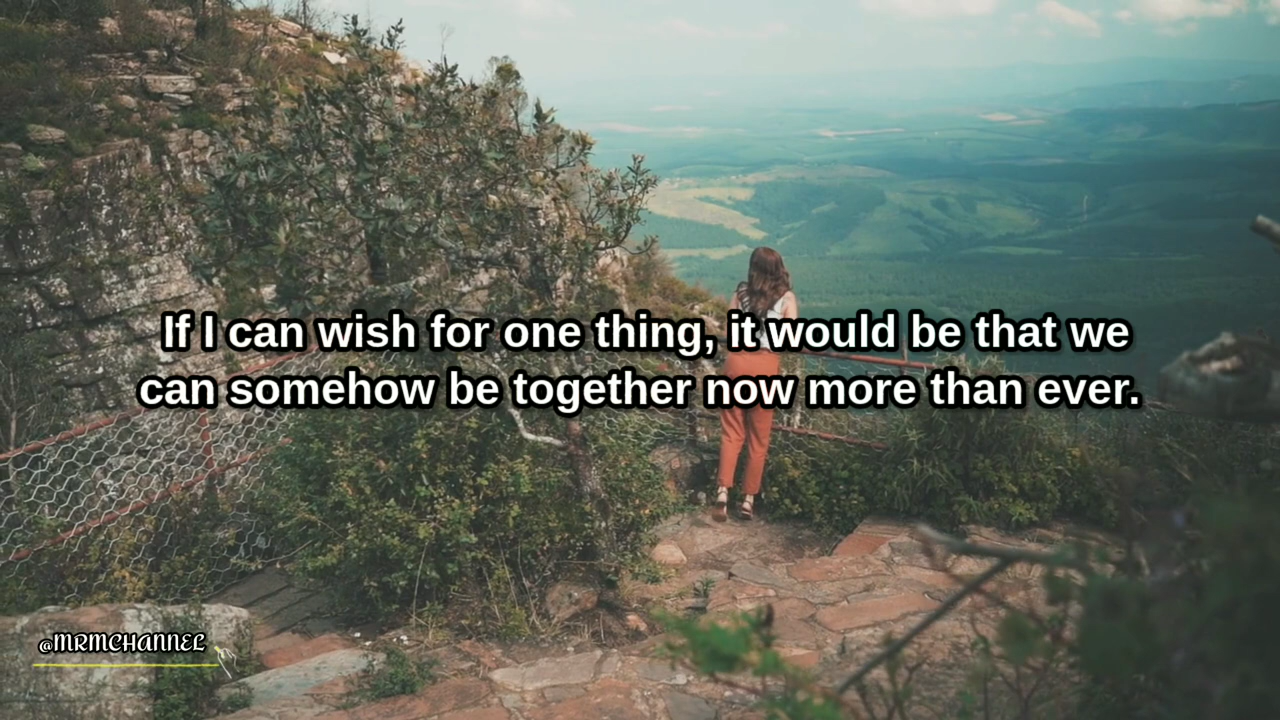 If I can wish for one thing, it would be that we
can somehow be together now more than ever.
@MRMCHANNEL